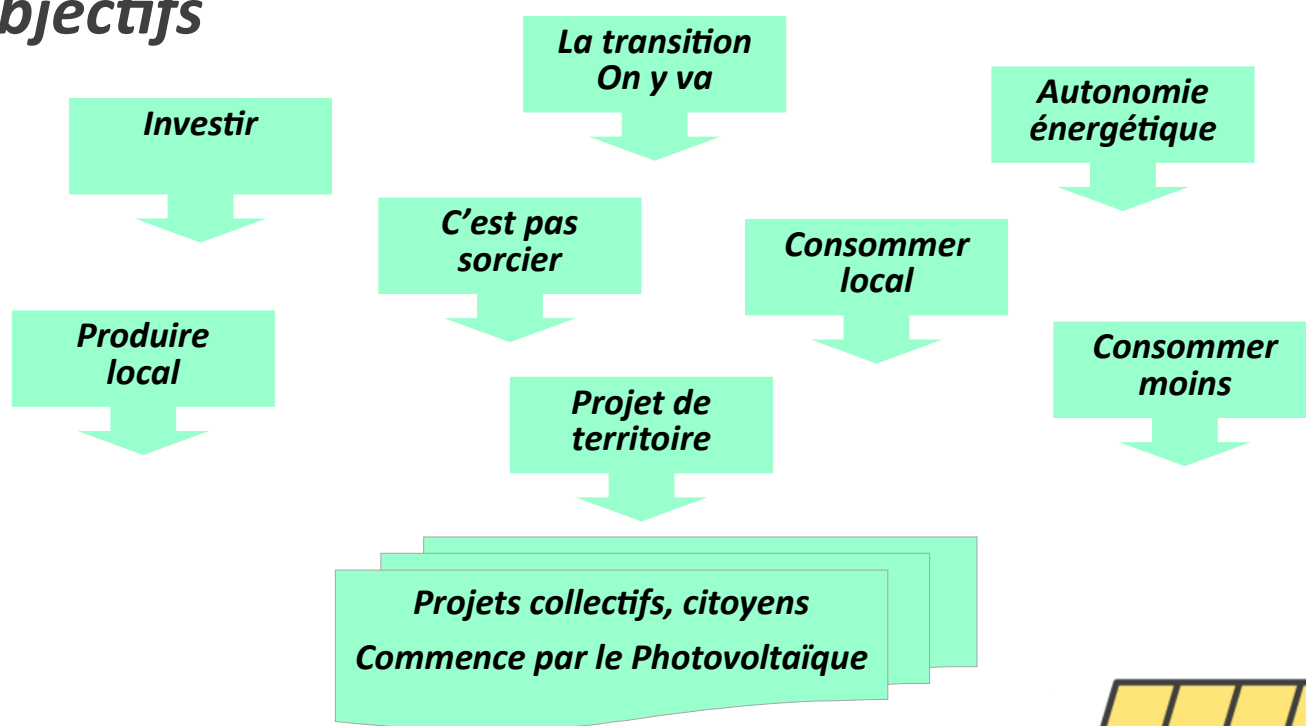 bjectifs
La transition
On y va
Autonomie
énergétique
Investir
C’est pas
sorcier
Consommer
local
Produire
local
Consommer
moins
Projet de
territoire
Projets collectifs, citoyens
Commence par le Photovoltaïque